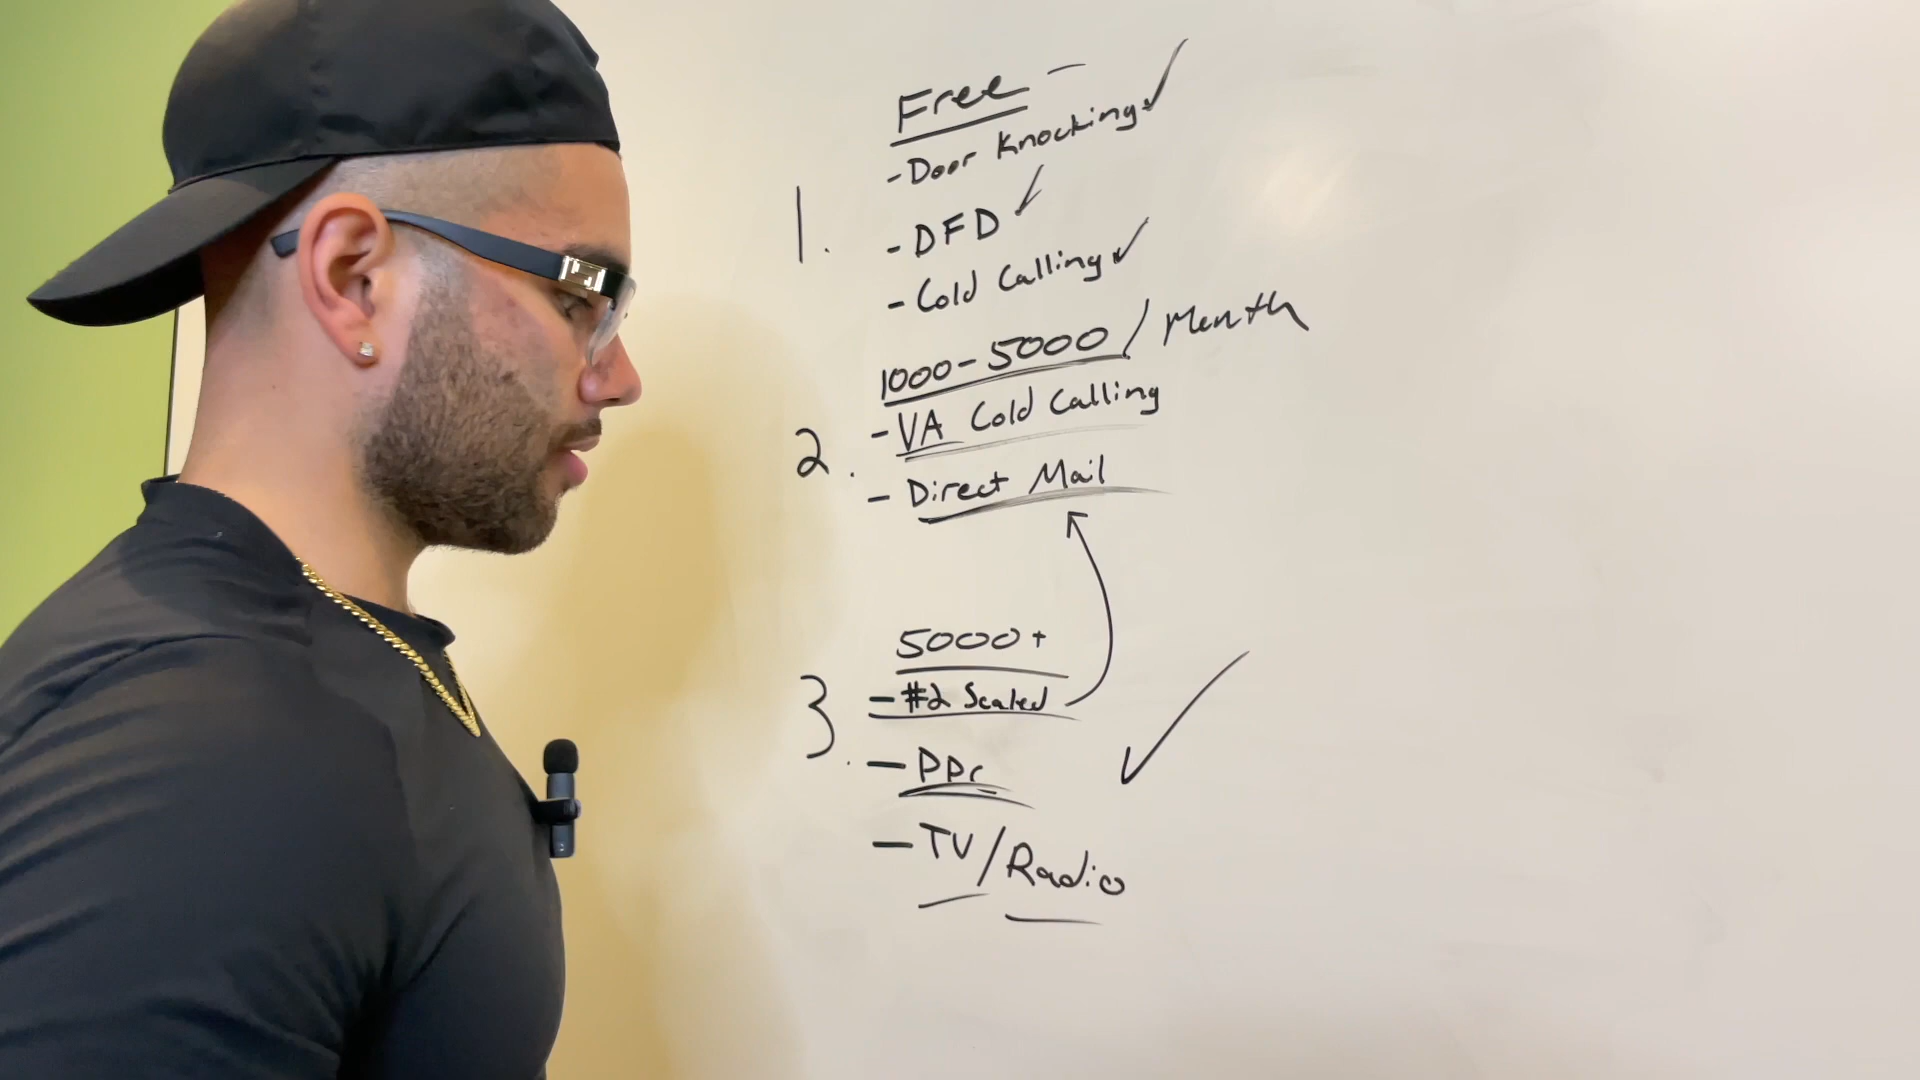 Free
- Door Knocking ✓
1.
- DFD ✓
- Cold Calling ✓
1000-5000/Month
- VA Cold Calling
2.
- Direct Mail
5000+
- #2 Scaled
3.
- PPC
- TV/Radio